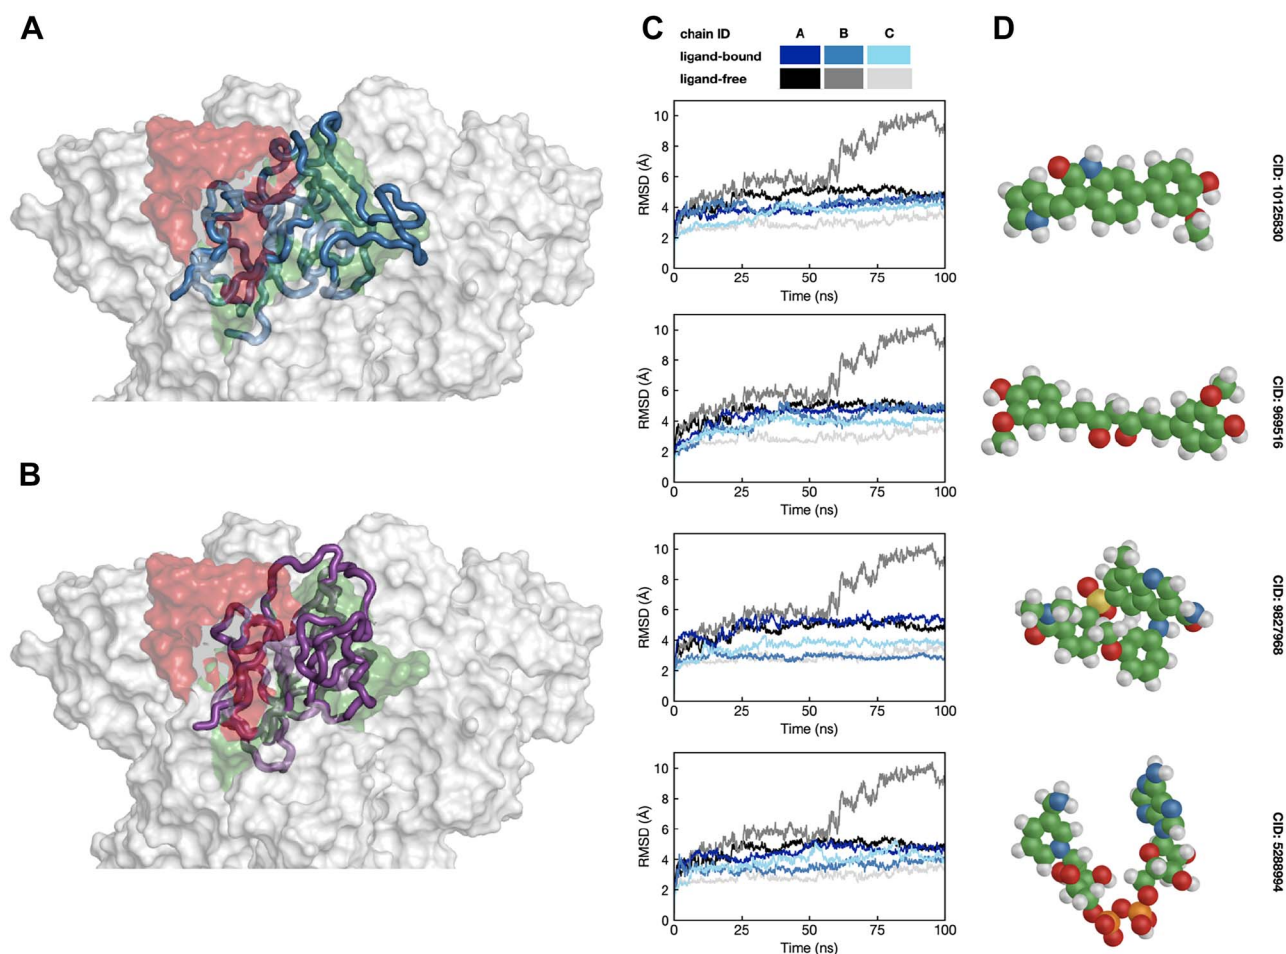 A
B
C
chain ID A B C
ligand-bound
ligand-free
RMSD (Å)
10
8
6
4
2
0
0 25 50 75 100
Time (ns)
RMSD (Å)
10
8
6
4
2
0
0 25 50 75 100
Time (ns)
RMSD (Å)
10
8
6
4
2
0
0 25 50 75 100
Time (ns)
RMSD (Å)
10
8
6
4
2
0
0 25 50 75 100
Time (ns)
D
CID: 10125830
CID: 969516
CID: 9827968
CID: 5288994